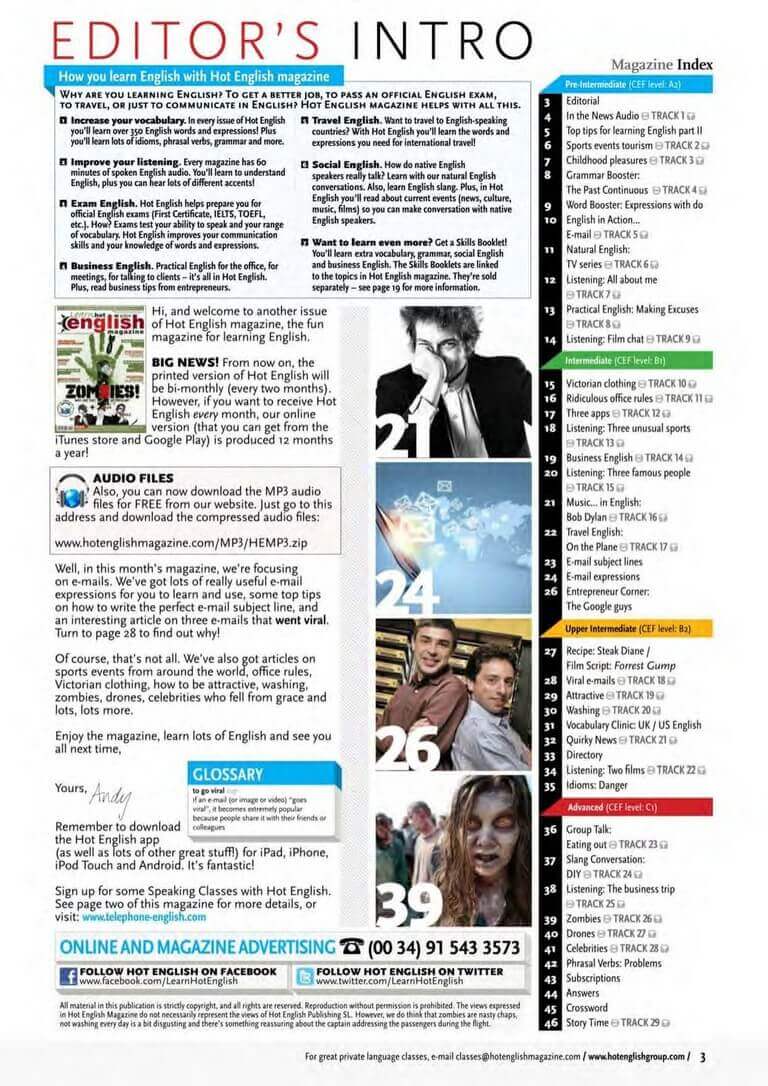 EDITOR'S INTRO
How you learn English with Hot English magazine
WHY ARE YOU LEARNING ENGLISH? TO GET A BETTER JOB, TO PASS AN OFFICIAL ENGLISH EXAM,
TO TRAVEL, OR JUST TO COMMUNICATE IN ENGLISH? HOT ENGLISH MAGAZINE HELPS WITH ALL THIS.
Increase your vocabulary. In every issue of Hot English
you'll learn over 350 English words and expressions! Plus
you'll learn lots of idioms, phrasal verbs, grammar and more.
Improve your listening. Every magazine has 60
minutes of spoken English audio. You'll learn to understand
English, plus you can hear lots of different accents!
Exam English. Hot English helps prepare you for
official English exams (First Certificate, IELTS, TOEFL,
etc.). How? Exams test your ability to speak and your range
of vocabulary. Hot English improves your communication
skills and your knowledge of words and expressions.
Business English. Practical English for the office, for
meetings, for talking to clients – it's all in Hot English.
Plus, read business tips from entrepreneurs.
Travel English. Want to travel to English-speaking
countries? With Hot English you'll learn the words and
expressions you need for international travel!
Social English. How do native English
speakers really talk? Learn with our natural English
conversations. Also, learn English slang. Plus, in Hot
English you'll read about current events (news, culture,
music, films) so you can make conversation with native
English speakers.
Want to learn even more? Get a Skills Booklet!
You'll learn extra vocabulary, grammar, social English
and business English. The Skills Booklets are linked
to the topics in Hot English magazine. They're sold
separately – see page 19 for more information.
Learn hot
english
magazine
ZOMBIES!
Hi, and welcome to another issue
of Hot English magazine, the fun
magazine for learning English.
BIG NEWS! From now on, the
printed version of Hot English will
be bi-monthly (every two months).
However, if you want to receive Hot
English every month, our online
version (that you can get from the
iTunes store and Google Play) is produced 12 months
a year!
AUDIO FILES
Also, you can now download the MP3 audio
files for FREE from our website. Just go to this
address and download the compressed audio files:
www.hotenglishmagazine.com/MP3/HEMP3.zip
Well, in this month's magazine, we're focusing
on e-mails. We've got lots of really useful e-mail
expressions for you to learn and use, some top tips
on how to write the perfect e-mail subject line, and
an interesting article on three e-mails that went viral.
Turn to page 28 to find out why!
Of course, that's not all. We've also got articles on
sports events from around the world, office rules,
Victorian clothing, how to be attractive, washing,
zombies, drones, celebrities who fell from grace and
lots, lots more.
Enjoy the magazine, learn lots of English and see you
all next time,
Yours, Andy
Remember to download
the Hot English app
(as well as lots of other great stuff!) for iPad, iPhone,
iPod Touch and Android. It's fantastic!
Sign up for some Speaking Classes with Hot English.
See page two of this magazine for more details, or
visit: www.telephone-english.com
GLOSSARY
to go viral exp
if an e-mail (or image or video) "goes
viral", it becomes extremely popular
because people share it with their friends or
colleagues
21
24
26
39
ONLINE AND MAGAZINE ADVERTISING ☎ (00 34) 91 543 3573
FOLLOW HOT ENGLISH ON FACEBOOK
www.facebook.com/LearnHotEnglish
FOLLOW HOT ENGLISH ON TWITTER
www.twitter.com/LearnHotEnglish
All material in this publication is strictly copyright, and all rights are reserved. Reproduction without permission is prohibited. The views expressed
in Hot English Magazine do not necessarily represent the views of Hot English Publishing SL. However, we do think that zombies are nasty chaps,
not washing every day is a bit disgusting and there's something reassuring about the captain addressing the passengers during the flight.
Magazine Index
Pre-Intermediate (CEF level: A2)
3 Editorial
4 In the News Audio TRACK 1
5 Top tips for learning English part II
6 Sports events tourism TRACK 2
7 Childhood pleasures TRACK 3
8 Grammar Booster:
The Past Continuous TRACK 4
9 Word Booster: Expressions with do
10 English in Action...
E-mail TRACK 5
11 Natural English:
TV series TRACK 6
12 Listening: All about me
TRACK 7
13 Practical English: Making Excuses
TRACK 8
14 Listening: Film chat TRACK 9
Intermediate (CEF level: B1)
15 Victorian clothing TRACK 10
16 Ridiculous office rules TRACK 11
17 Three apps TRACK 12
18 Listening: Three unusual sports
TRACK 13
19 Business English TRACK 14
20 Listening: Three famous people
TRACK 15
21 Music... in English:
Bob Dylan TRACK 16
22 Travel English:
On the Plane TRACK 17
23 E-mail subject lines
24 E-mail expressions
26 Entrepreneur Corner:
The Google guys
Upper Intermediate (CEF level: B2)
27 Recipe: Steak Diane /
Film Script: Forrest Gump
28 Viral e-mails TRACK 18
29 Attractive TRACK 19
30 Washing TRACK 20
31 Vocabulary Clinic: UK / US English
32 Quirky News TRACK 21
33 Directory
34 Listening: Two films TRACK 22
35 Idioms: Danger
Advanced (CEF level: C1)
36 Group Talk:
Eating out TRACK 23
37 Slang Conversation:
DIY TRACK 24
38 Listening: The business trip
TRACK 25
39 Zombies TRACK 26
40 Drones TRACK 27
41 Celebrities TRACK 28
42 Phrasal Verbs: Problems
43 Subscriptions
44 Answers
45 Crossword
46 Story Time TRACK 29
For great private language classes, e-mail classes@hotenglishmagazine.com / www.hotenglishgroup.com / 3